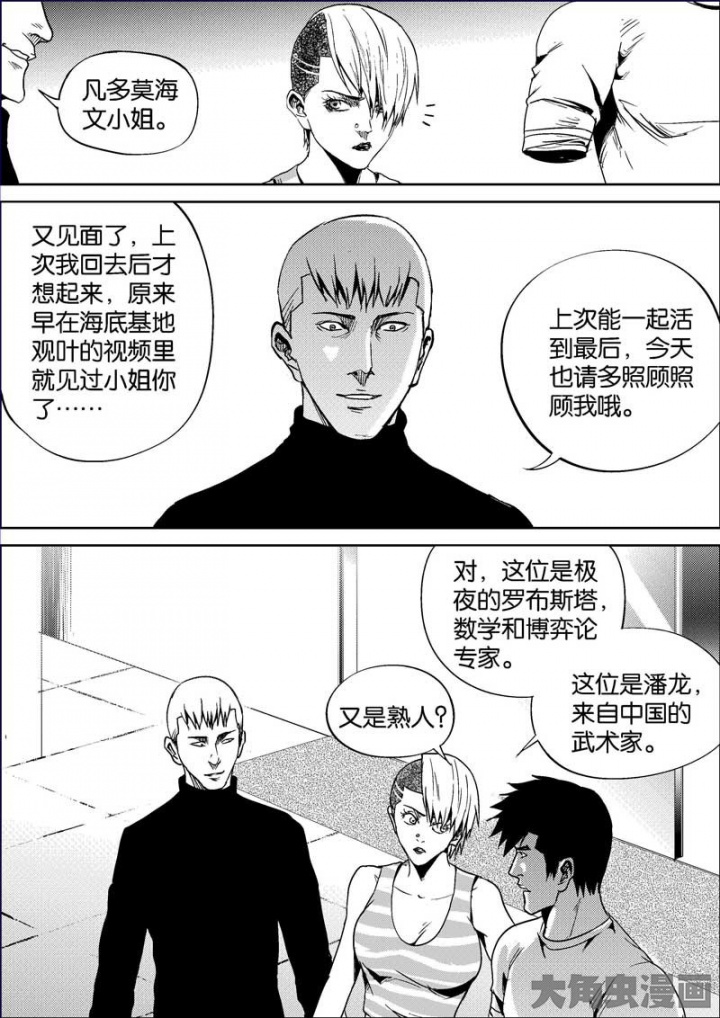 凡多莫海
文小姐。
又见面了，上
次我回去后才
想起来，原来
早在海底基地
观叶的视频里
就见过小姐你
了……
上次能一起活
到最后，今天
也请多照顾照
顾我哦。
对，这位是极
夜的罗布斯塔，
数学和博弈论
专家。
又是熟人？
这位是潘龙，
来自中国的
武术家。
大角虫漫画